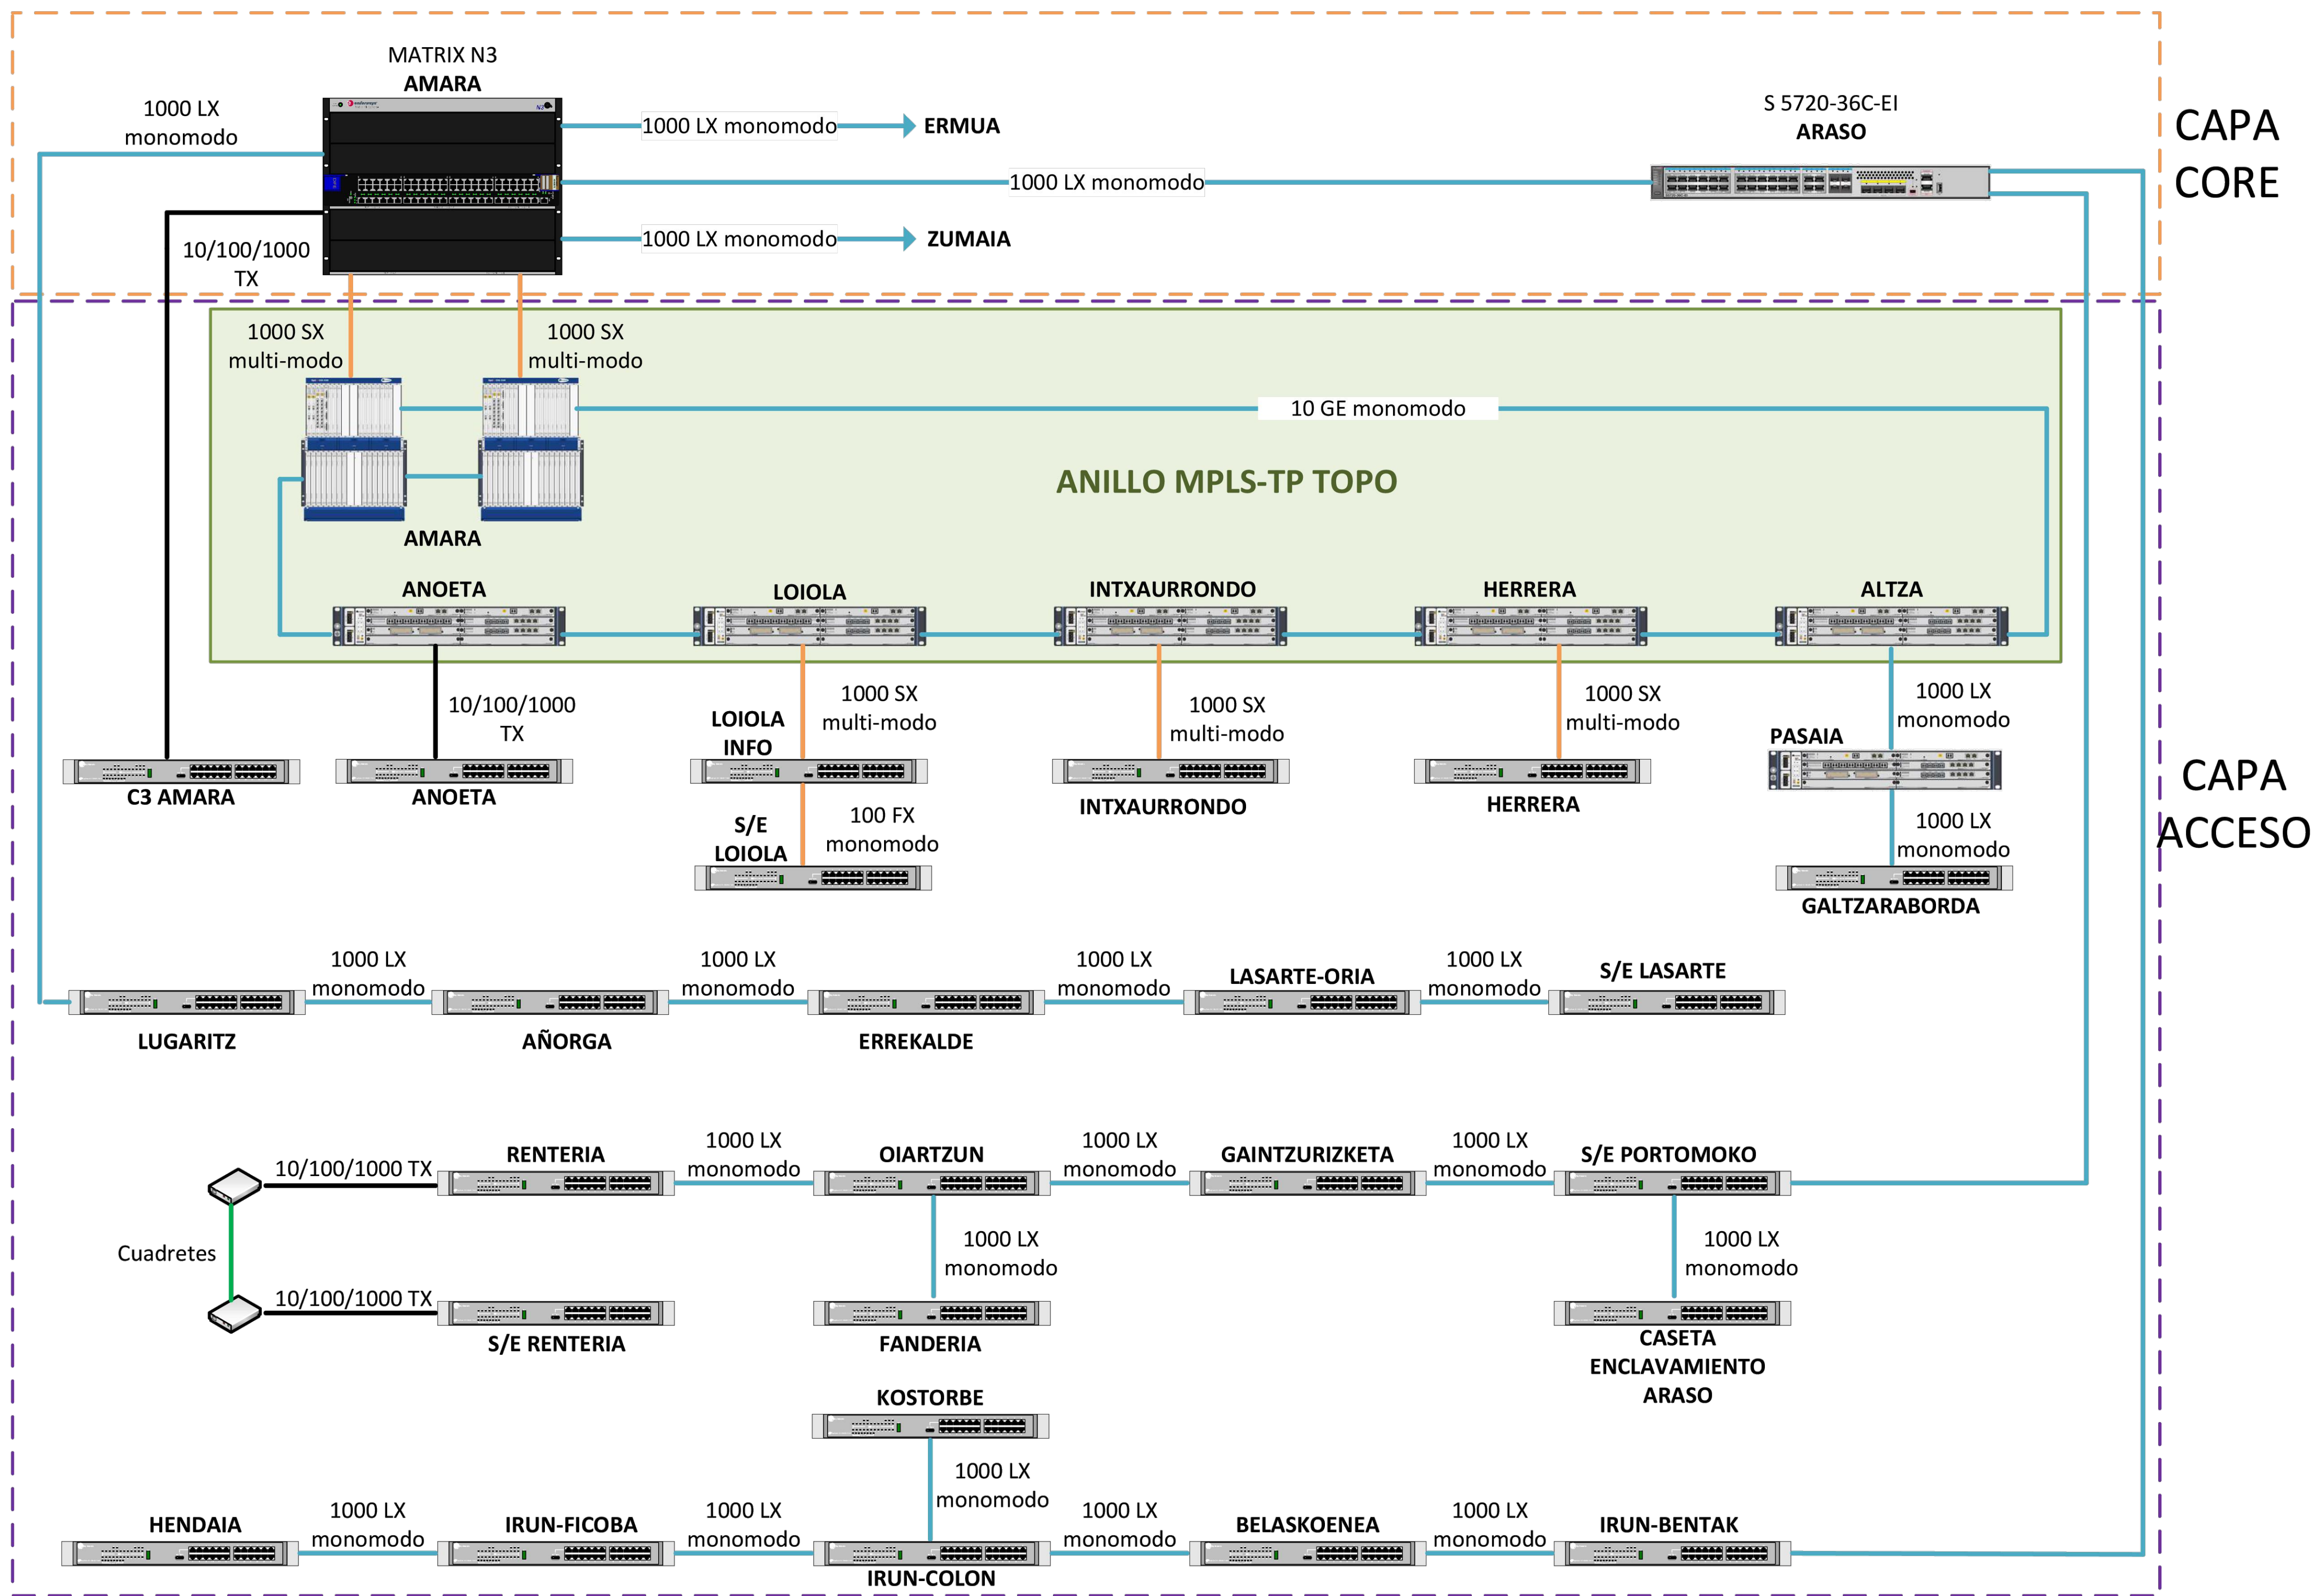 MATRIX N3
AMARA
1000 LX
monomodo
1000 LX monomodo
ERMUA
S 5720-36C-EI
ARASO
CAPA
CORE
1000 LX monomodo
10/100/1000
TX
1000 LX monomodo
ZUMAIA
1000 SX
multi-modo
1000 SX
multi-modo
10 GE monomodo
ANILLO MPLS-TP TOPO
AMARA
ANOETA
LOIOLA
INTXAURRONDO
HERRERA
ALTZA
10/100/1000
TX
LOIOLA
INFO
1000 SX
multi-modo
1000 SX
multi-modo
1000 SX
multi-modo
1000 LX
monomodo
PASAIA
CAPA
ACCESO
C3 AMARA
ANOETA
INTXAURRONDO
HERRERA
S/E
LOIOLA
100 FX
monomodo
1000 LX
monomodo
GALTZARABORDA
1000 LX
monomodo
1000 LX
monomodo
1000 LX
monomodo
LASARTE-ORIA
1000 LX
monomodo
S/E LASARTE
LUGARITZ
AÑORGA
ERREKALDE
10/100/1000 TX
RENTERIA
1000 LX
monomodo
OIARTZUN
1000 LX
monomodo
GAINTZURIZKETA
1000 LX
monomodo
S/E PORTOMOKO
Cuadretes
1000 LX
monomodo
1000 LX
monomodo
10/100/1000 TX
S/E RENTERIA
FANDERIA
CASETA
ENCLAVAMIENTO
ARASO
KOSTORBE
1000 LX
monomodo
HENDAIA
1000 LX
monomodo
IRUN-FICOBA
1000 LX
monomodo
IRUN-COLON
1000 LX
monomodo
BELASKOENEA
1000 LX
monomodo
IRUN-BENTAK